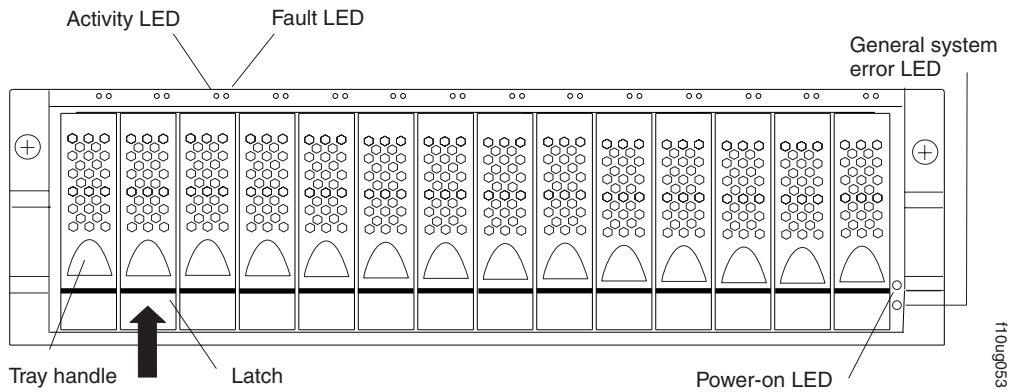 Activity LED
Fault LED
General system
error LED
Tray handle
Latch
Power-on LED
f10ug053